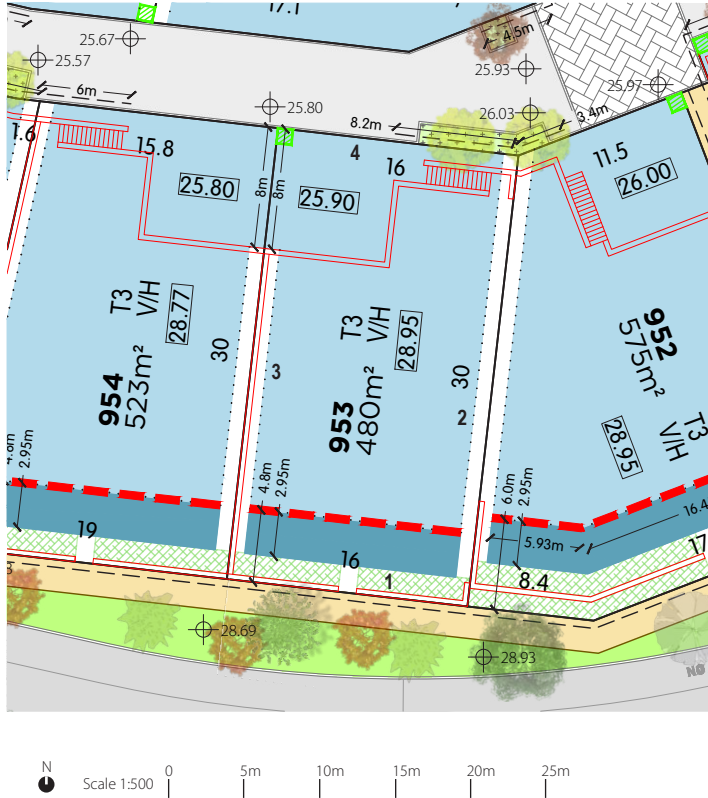 17.1
4.5m
25.67
25.57
25.93
25.97
6m
25.80
26.03
8.2m
3.4m
1.6
15.8
4
16
11.5
25.80
8m
8m
25.90
26.00
T3
V/H
28.77
T3
V/H
28.95
30
3
30
2
954
523m²
953
480m²
952
575m²
T3
V/H
28.95
2.95m
4.8m
2.95m
6.0m
2.95m
16.4
5.93m
19
16
1
8.4
17
28.69
28.93
N
Scale 1:500
0 5m 10m 15m 20m 25m